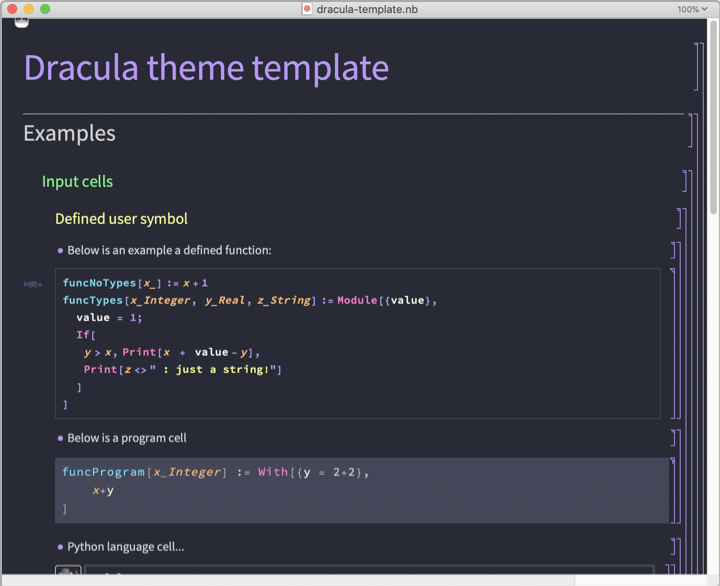 dracula-template.nb
100%
Dracula theme template
Examples
Input cells
Defined user symbol
• Below is an example a defined function:
In[9]:=
funcNoTypes[x_] := x + 1
funcTypes[x_Integer, y_Real, z_String] := Module[{value},
value = 1;
If[
y > x, Print[x + value - y],
Print[z <> " : just a string!"]
]
]
• Below is a program cell
funcProgram[x_Integer] := With[{y = 2+2},
x+y
]
• Python language cell...